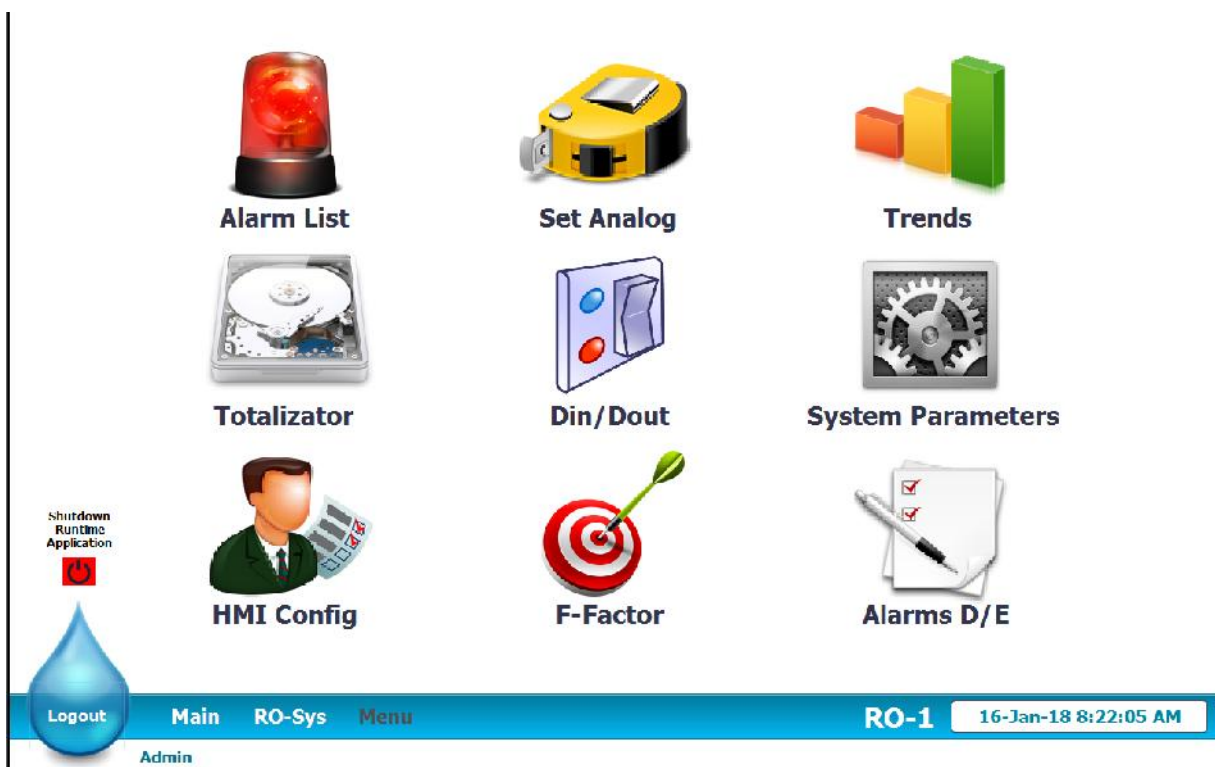 Alarm List
Set Analog
Trends
Totalizator
Din/Dout
System Parameters
Shutdown
Runtime
Application
HMI Config
F-Factor
Alarms D/E
Logout
Main
RO-Sys
Menu
RO-1
16-Jan-18 8:22:05 AM
Admin